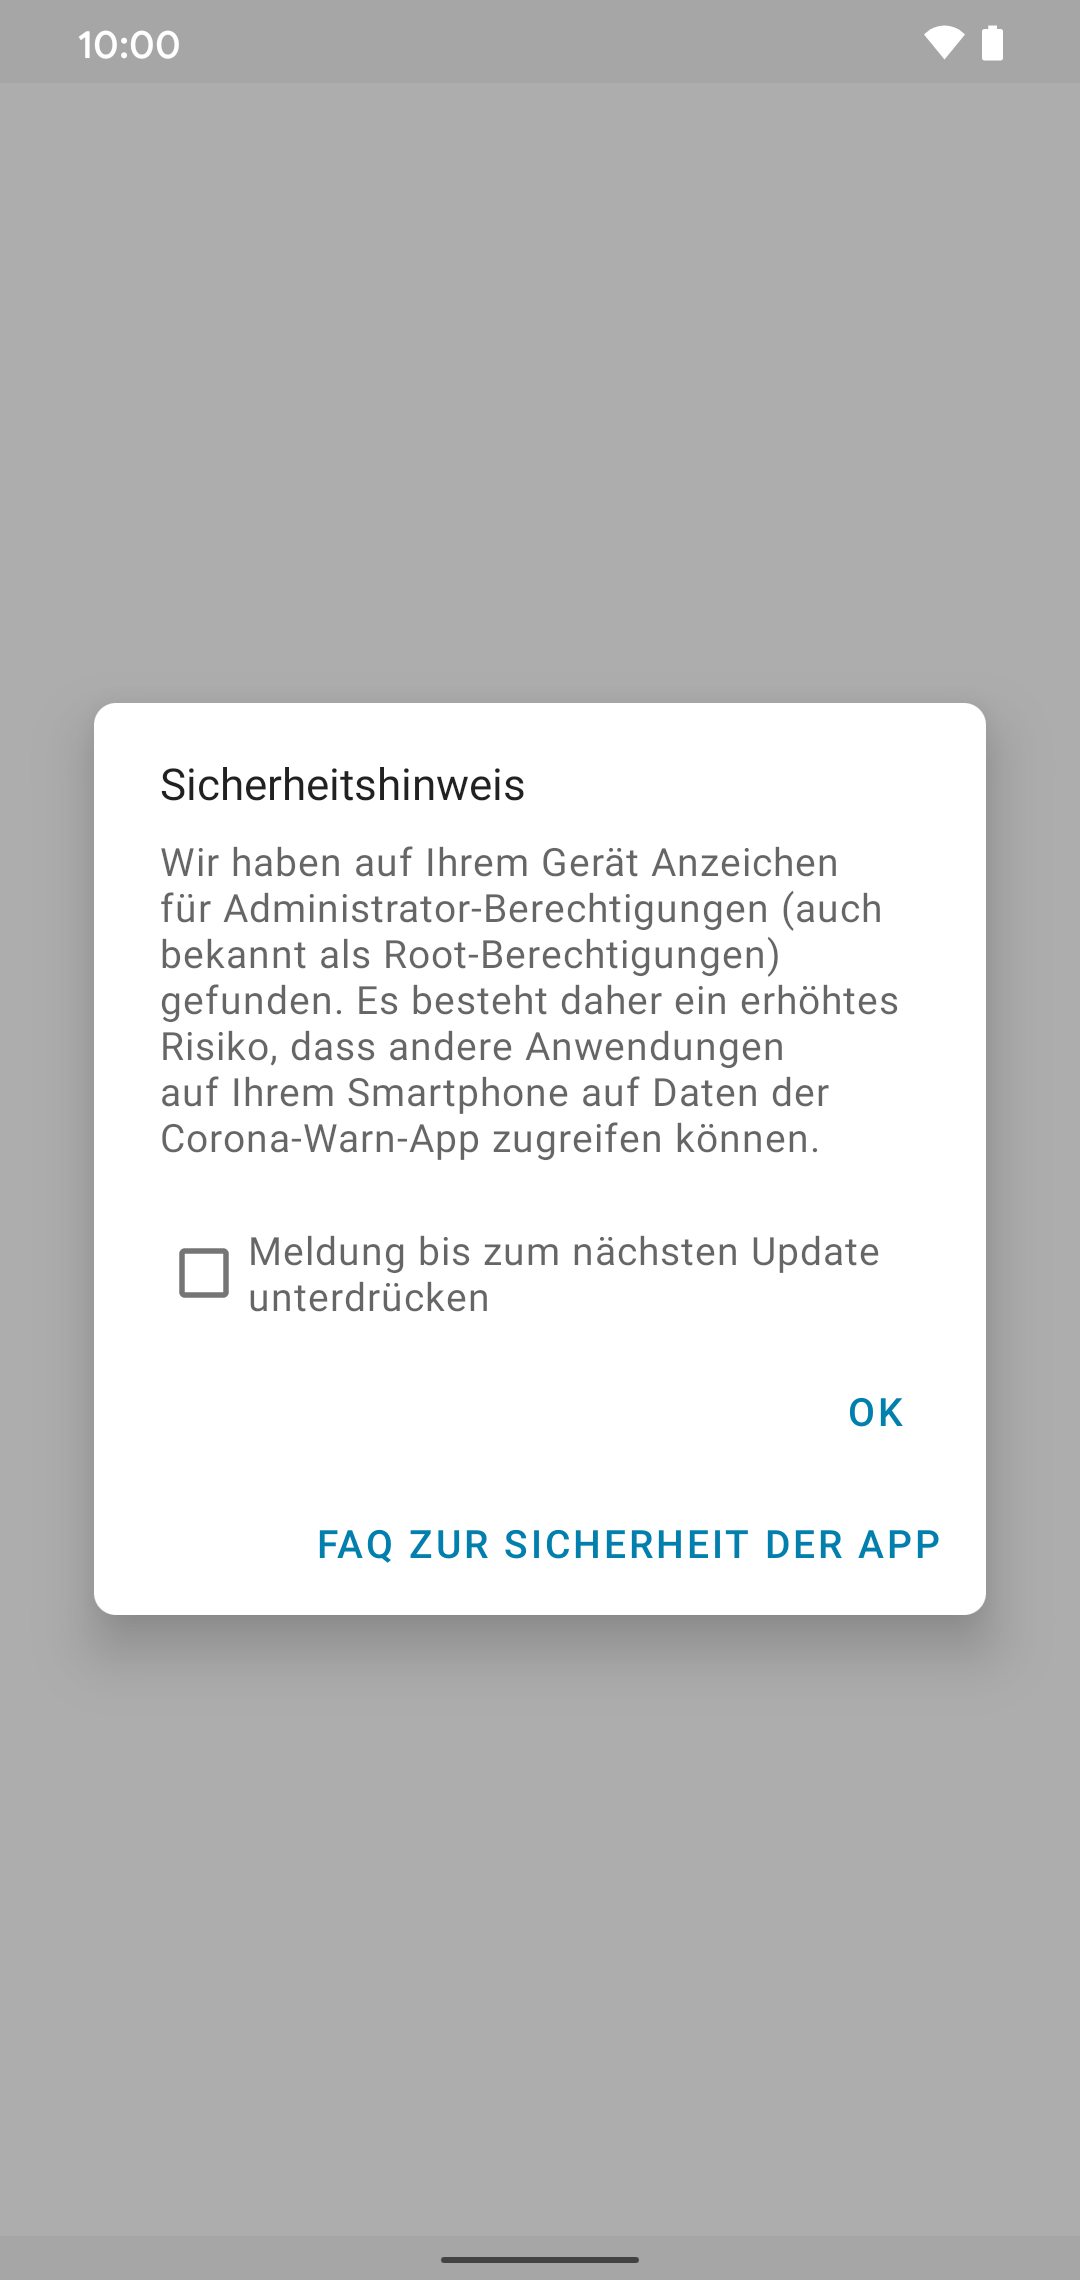 10:00
Sicherheitshinweis
Wir haben auf Ihrem Gerät Anzeichen
für Administrator-Berechtigungen (auch
bekannt als Root-Berechtigungen)
gefunden. Es besteht daher ein erhöhtes
Risiko, dass andere Anwendungen
auf Ihrem Smartphone auf Daten der
Corona-Warn-App zugreifen können.
Meldung bis zum nächsten Update
unterdrücken
OK
FAQ ZUR SICHERHEIT DER APP